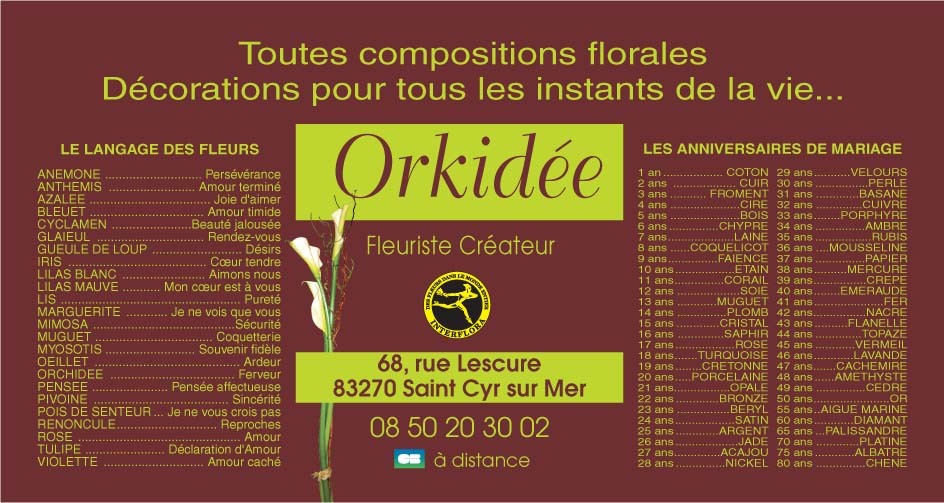 Toutes compositions florales
Décorations pour tous les instants de la vie...
LE LANGAGE DES FLEURS
ANEMONE ............................ Persévérance
ANTHEMIS ......................... Amour terminé
AZALEE .................................. Joie d'aimer
BLEUET ............................... Amour timide
CYCLAMEN ........................ Beauté jalousée
GLAIEUL ................................ Rendez-vous
GUEULE DE LOUP ........................... Désirs
IRIS ......................................... Cœur tendre
LILAS BLANC .......................... Aimons nous
LILAS MAUVE ........... Mon cœur est à vous
LIS .................................................... Pureté
MARGUERITE ............ Je ne vois que vous
MIMOSA ......................................... Sécurité
MUGUET ................................... Coquetterie
MYOSOTIS .......................... Souvenir fidèle
OEILLET ........................................... Ardeur
ORCHIDEE .................................... Ferveur
PENSEE ................... Pensée affectueuse
PIVOINE ........................................ Sincérité
POIS DE SENTEUR ... Je ne vous crois pas
RENONCULE .............................. Reproches
ROSE ............................................... Amour
TULIPE ......................... Déclaration d'Amour
VIOLETTE ............................. Amour caché
Orkidée
Fleuriste Créateur
LES FLEURS DANS LE MONDE ENTIER
INTERFLORA
68, rue Lescure
83270 Saint Cyr sur Mer
08 50 20 30 02
CB à distance
LES ANNIVERSAIRES DE MARIAGE
1 an ................. COTON 29 ans ........... VELOURS
2 ans .................... CUIR 30 ans ................ PERLE
3 ans ............ FROMENT 31 ans ............. BASANE
4 ans .................... CIRE 32 ans .............. CUIVRE
5 ans .................... BOIS 33 ans ....... PORPHYRE
6 ans ............... CHYPRE 34 ans ............... AMBRE
7 ans ................... LAINE 35 ans ................ RUBIS
8 ans ...... COQUELICOT 36 ans .... MOUSSELINE
9 ans .............. FAIENCE 37 ans .............. PAPIER
10 ans ................. ETAIN 38 ans .......... MERCURE
11 ans ............... CORAIL 39 ans ............... CREPE
12 ans .................. SOIE 40 ans ....... EMERAUDE
13 ans ............. MUGUET 41 ans ..................... FER
14 ans ................ PLOMB 42 ans ............... NACRE
15 ans .............. CRISTAL 43 ans .......... FLANELLE
16 ans ............... SAPHIR 44 ans .............. TOPAZE
17 ans .................. ROSE 45 ans ............. VERMEIL
18 ans ........ TURQUOISE 46 ans ........... LAVANDE
19 ans ......... CRETONNE 47 ans ....... CACHEMIRE
20 ans ..... PORCELAINE 48 ans ...... AMETHYSTE
21 ans ................. OPALE 49 ans ............... CEDRE
22 ans .............. BRONZE 50 ans ...................... OR
23 ans ................ BERYL 55 ans ... AIGUE MARINE
24 ans ................. SATIN 60 ans ........... DIAMANT
25 ans .............. ARGENT 65 ans ..... PALISSANDRE
26 ans .................. JADE 70 ans ............. PLATINE
27 ans .............. ACAJOU 75 ans ............ ALBATRE
28 ans ............... NICKEL 80 ans ............... CHENE